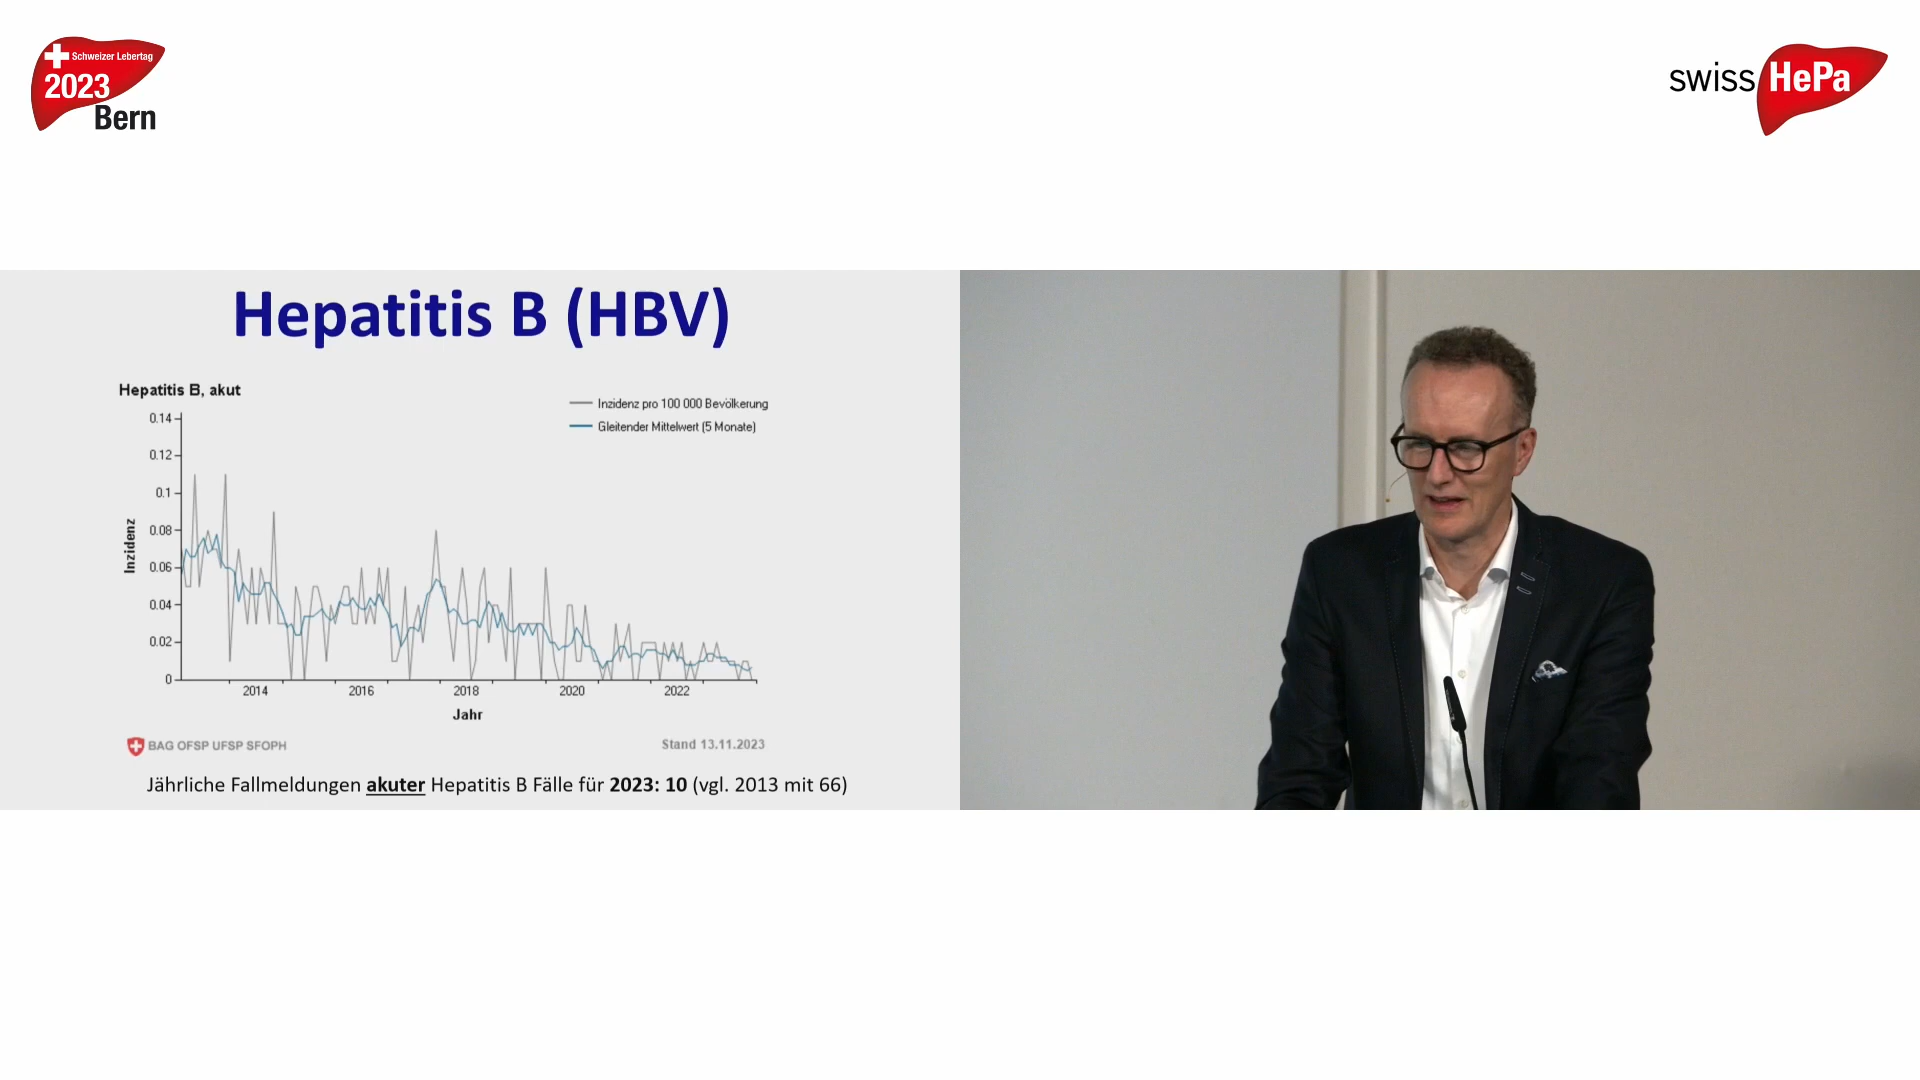 Schweizer Lebertag
2023
Bern
swiss HePa
Hepatitis B (HBV)
Hepatitis B, akut
Inzidenz pro 100 000 Bevölkerung
Gleitender Mittelwert (5 Monate)
0.14
0.12
0.1
0.08
0.06
0.04
0.02
0
Inzidenz
2014 2016 2018 2020 2022
Jahr
BAG OFSP UFSP SFOPH
Stand 13.11.2023
Jährliche Fallmeldungen akuter Hepatitis B Fälle für 2023: 10 (vgl. 2013 mit 66)